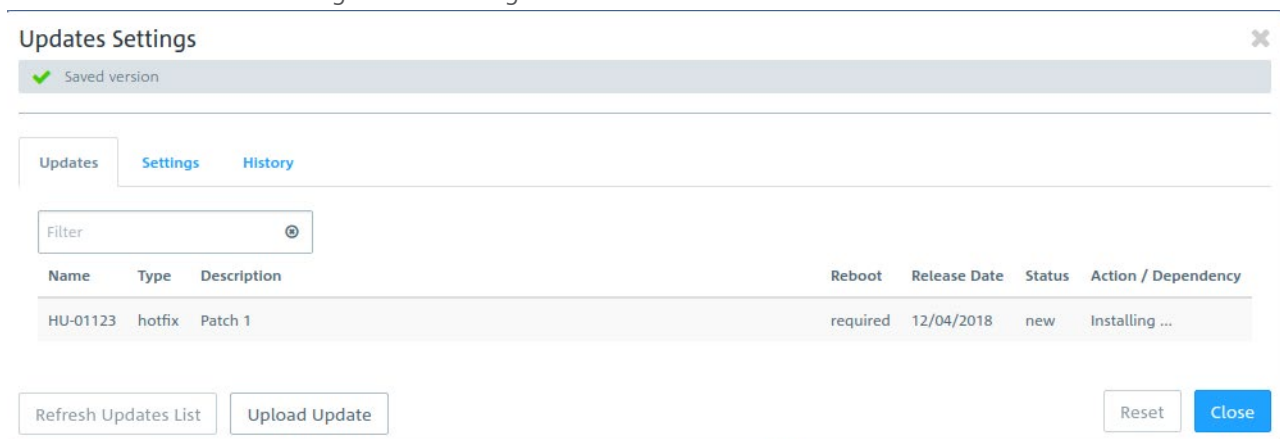 Updates Settings
Saved version
Updates Settings History
Filter
Name Type Description Reboot Release Date Status Action / Dependency
HU-01123 hotfix Patch 1 required 12/04/2018 new Installing ...
Refresh Updates List Upload Update Reset Close